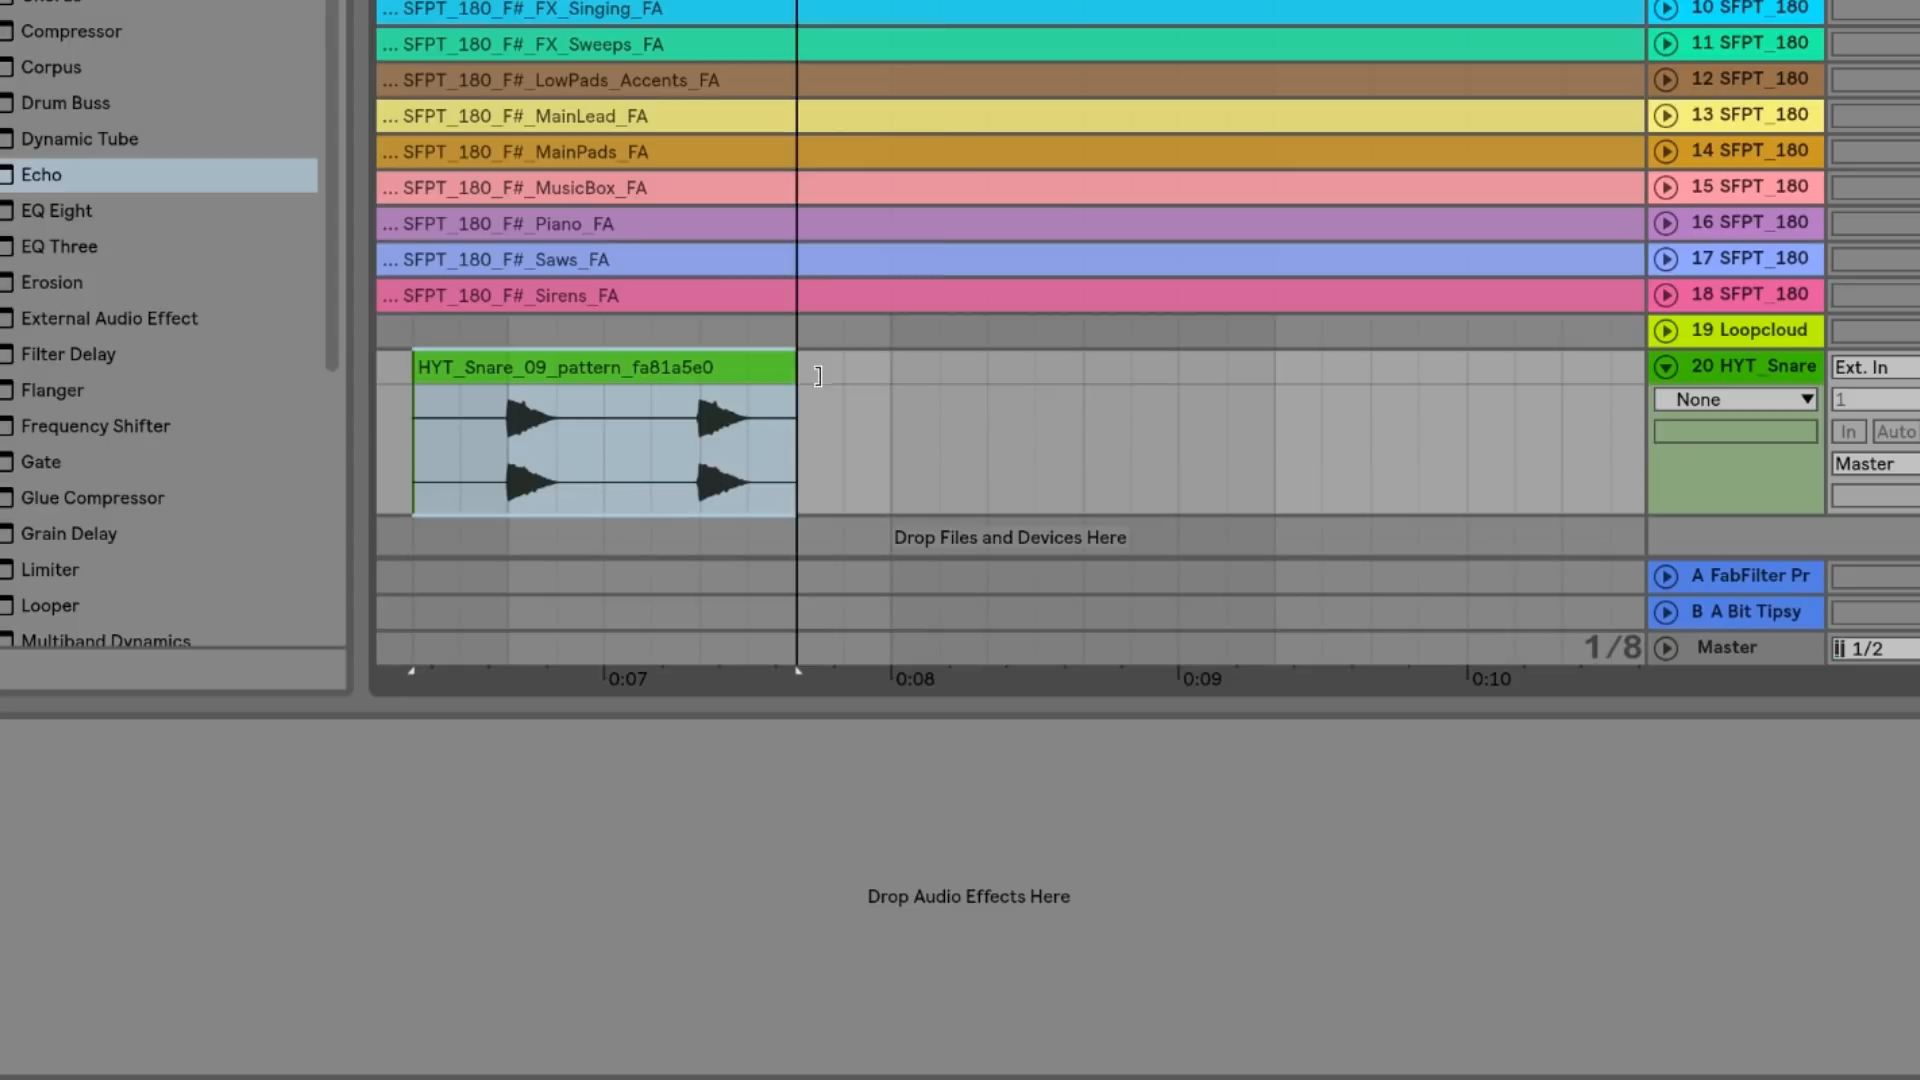 Compressor
Corpus
Drum Buss
Dynamic Tube
Echo
EQ Eight
EQ Three
Erosion
External Audio Effect
Filter Delay
Flanger
Frequency Shifter
Gate
Glue Compressor
Grain Delay
Limiter
Looper
Multiband Dynamics
... SFPT_180_F#_FX_Singing_FA
... SFPT_180_F#_FX_Sweeps_FA
... SFPT_180_F#_LowPads_Accents_FA
... SFPT_180_F#_MainLead_FA
... SFPT_180_F#_MainPads_FA
... SFPT_180_F#_MusicBox_FA
... SFPT_180_F#_Piano_FA
... SFPT_180_F#_Saws_FA
... SFPT_180_F#_Sirens_FA
HYT_Snare_09_pattern_fa81a5e0
Drop Files and Devices Here
1/8
0:07 0:08 0:09 0:10
10 SFPT_180
11 SFPT_180
12 SFPT_180
13 SFPT_180
14 SFPT_180
15 SFPT_180
16 SFPT_180
17 SFPT_180
18 SFPT_180
19 Loopcloud
20 HYT_Snare
None
A FabFilter Pr
B A Bit Tipsy
Master
Ext. In
1
In Auto
Master
1/2
Drop Audio Effects Here